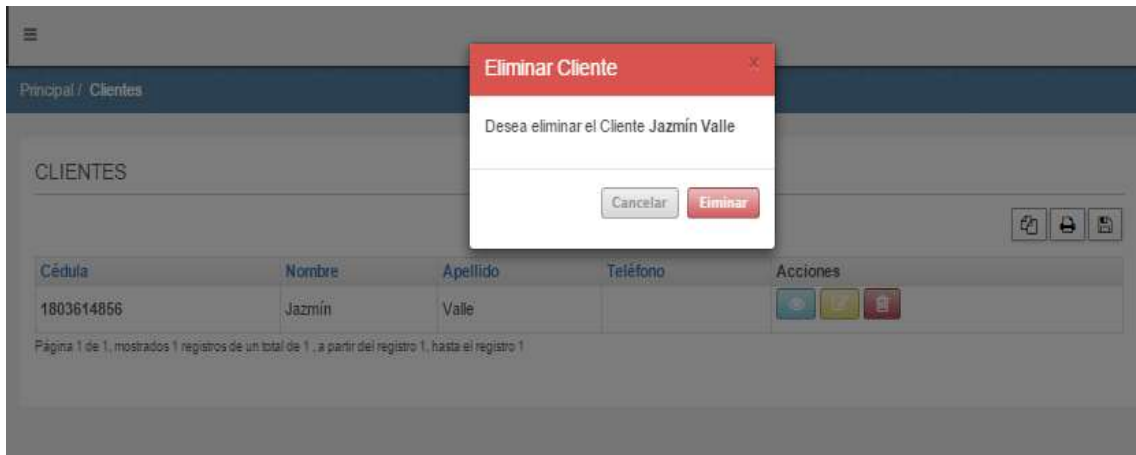 Eliminar Cliente ×
Principal / Clientes
Desea eliminar el Cliente Jazmín Valle
CLIENTES
Cancelar Eiminar
Cédula Nombre Apellido Teléfono Acciones
1803614856 Jazmín Valle
Página 1 de 1, mostrados 1 registros de un total de 1 , a partir del registro 1, hasta el registro 1